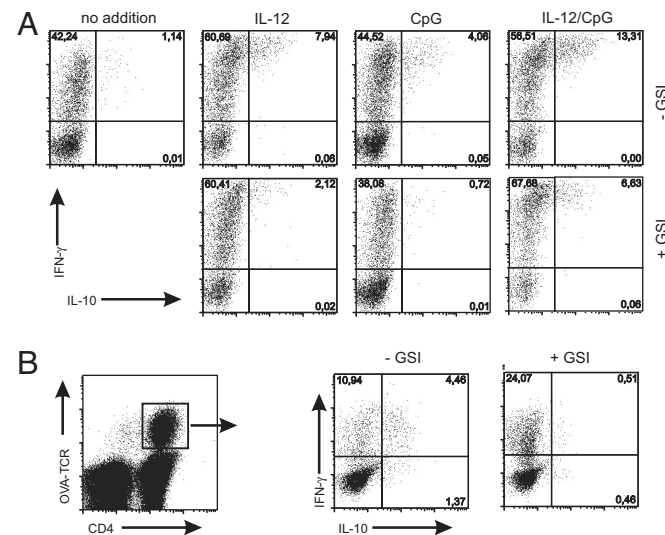 A
no addition IL-12 CpG IL-12/CpG
42,24 1,14 60,69 7,94 44,52 4,06 56,51 13,31
0,01 0,06 0,05 0,00
- GSI
60,41 2,12 38,08 0,72 67,68 6,63
0,02 0,01 0,06
+ GSI
IFN-γ
IL-10
B
- GSI + GSI
10,94 4,46 24,07 0,51
1,37 0,46
OVA-TCR
CD4
IFN-γ
IL-10